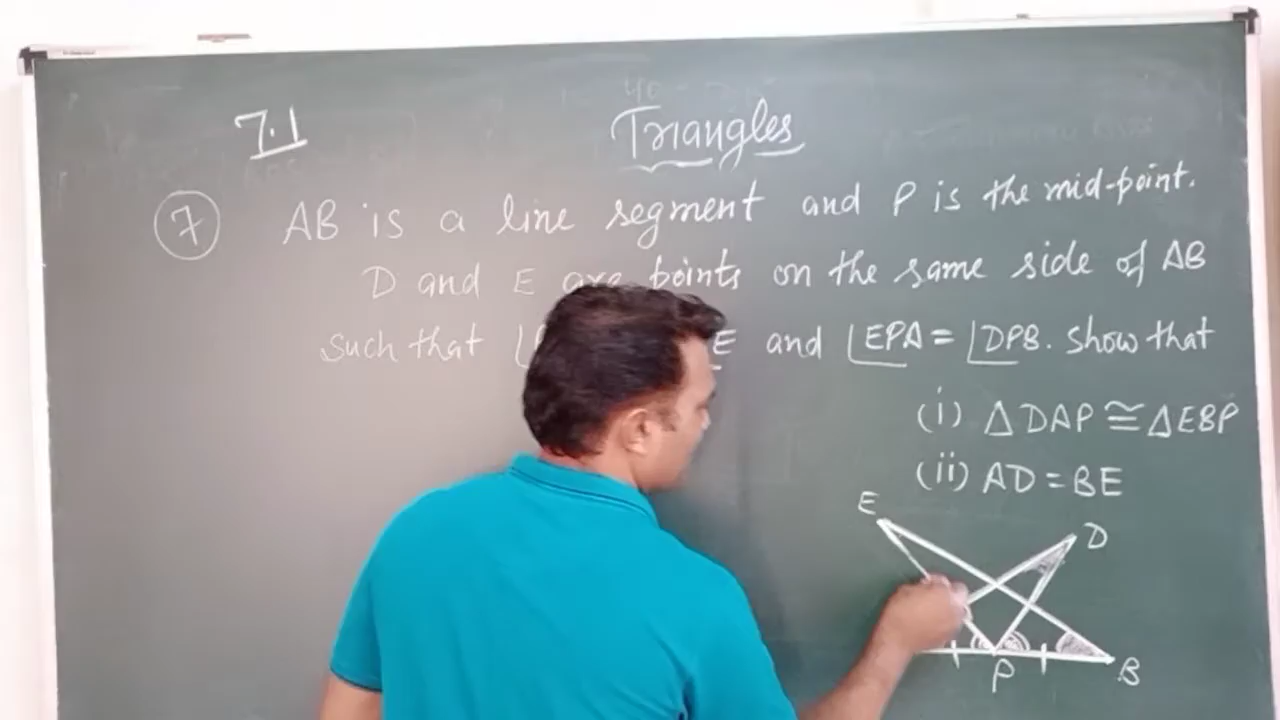 7.1
Triangles
7 AB is a line segment and P is the mid-point.
D and E are points on the same side of AB
such that E and ∠EPA = ∠DPB. Show that
(i) △DAP ≅ △EBP
(ii) AD = BE
E
D
P
B